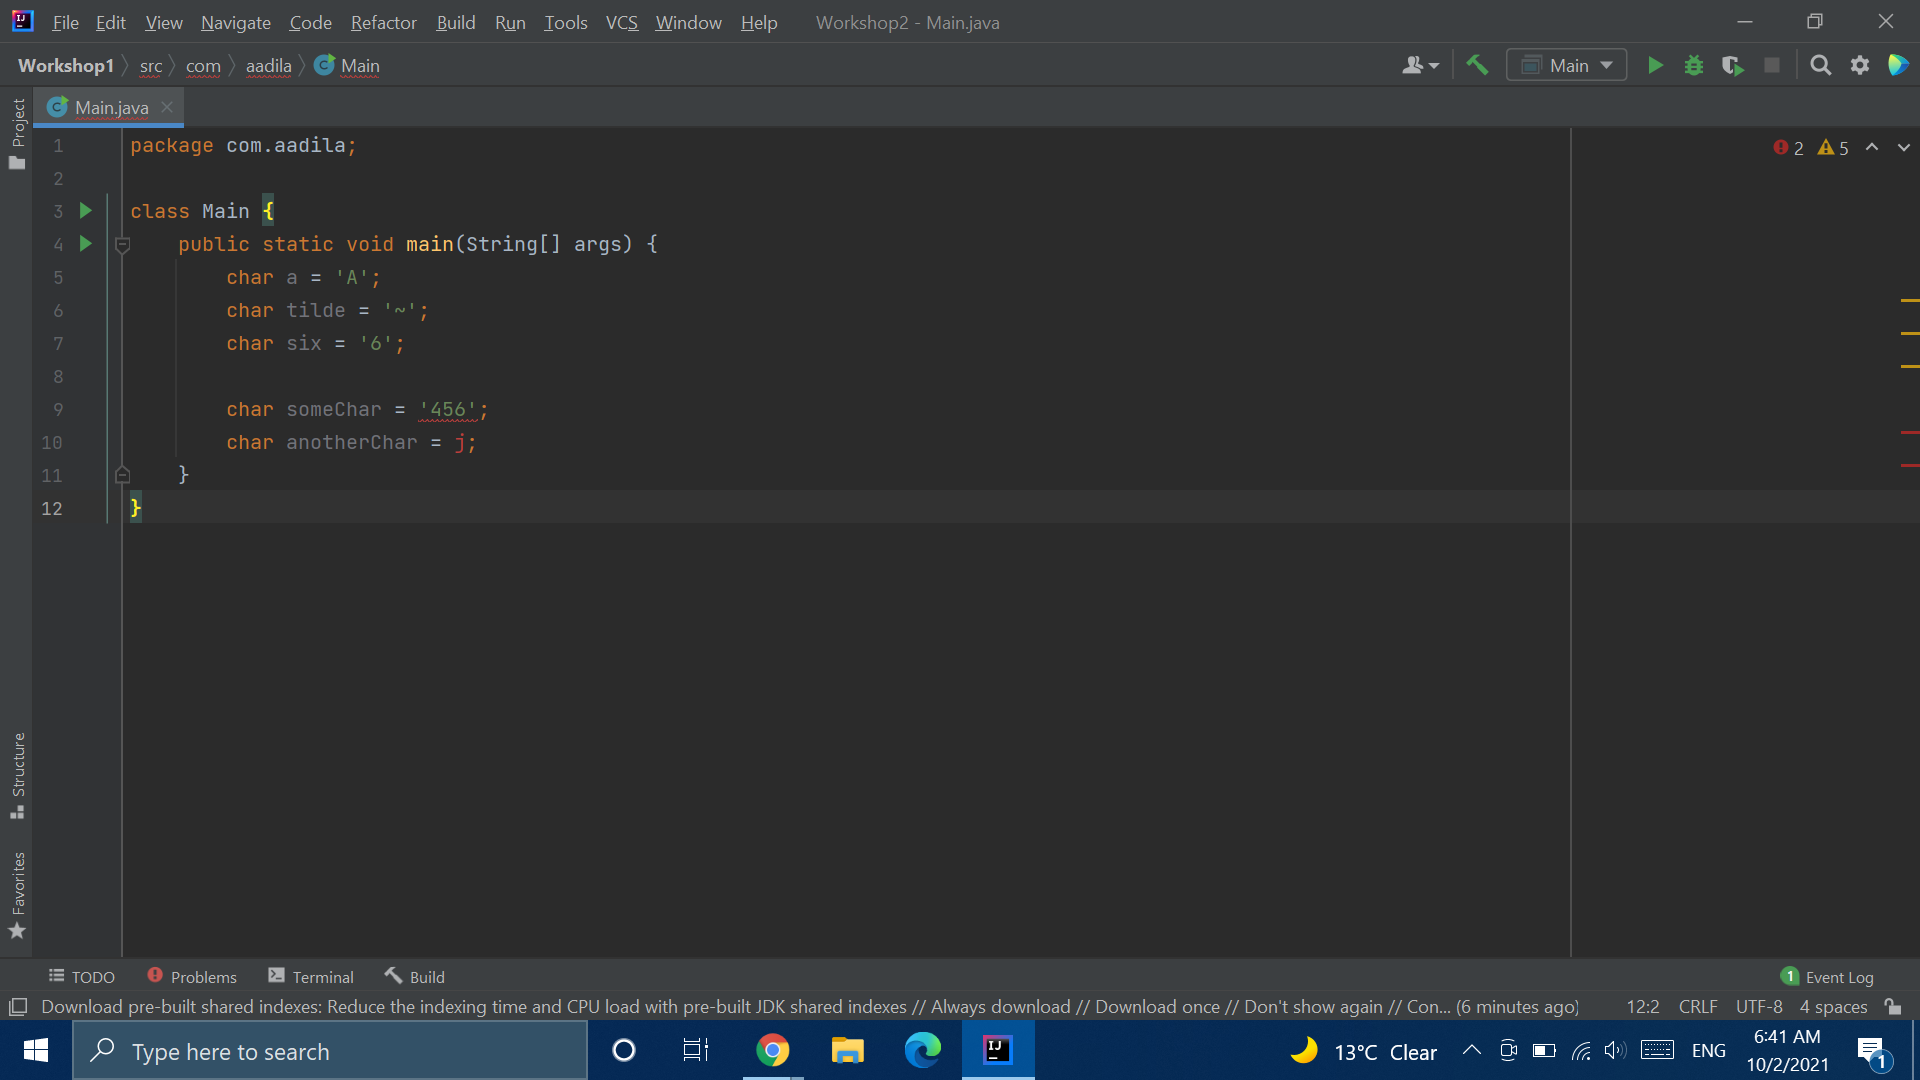 File Edit View Navigate Code Refactor Build Run Tools VCS Window Help Workshop2 - Main.java
Workshop1 src com aadila Main Main
Project
Main.java
1 package com.aadila;
2
3 class Main {
4 public static void main(String[] args) {
5 char a = 'A';
6 char tilde = '~';
7 char six = '6';
8
9 char someChar = '456';
10 char anotherChar = j;
11 }
12 }
2 5
Structure
Favorites
TODO Problems Terminal Build 1 Event Log
Download pre-built shared indexes: Reduce the indexing time and CPU load with pre-built JDK shared indexes // Always download // Download once // Don't show again // Con... (6 minutes ago) 12:2 CRLF UTF-8 4 spaces
Type here to search 13°C Clear ENG 6:41 AM
10/2/2021 1